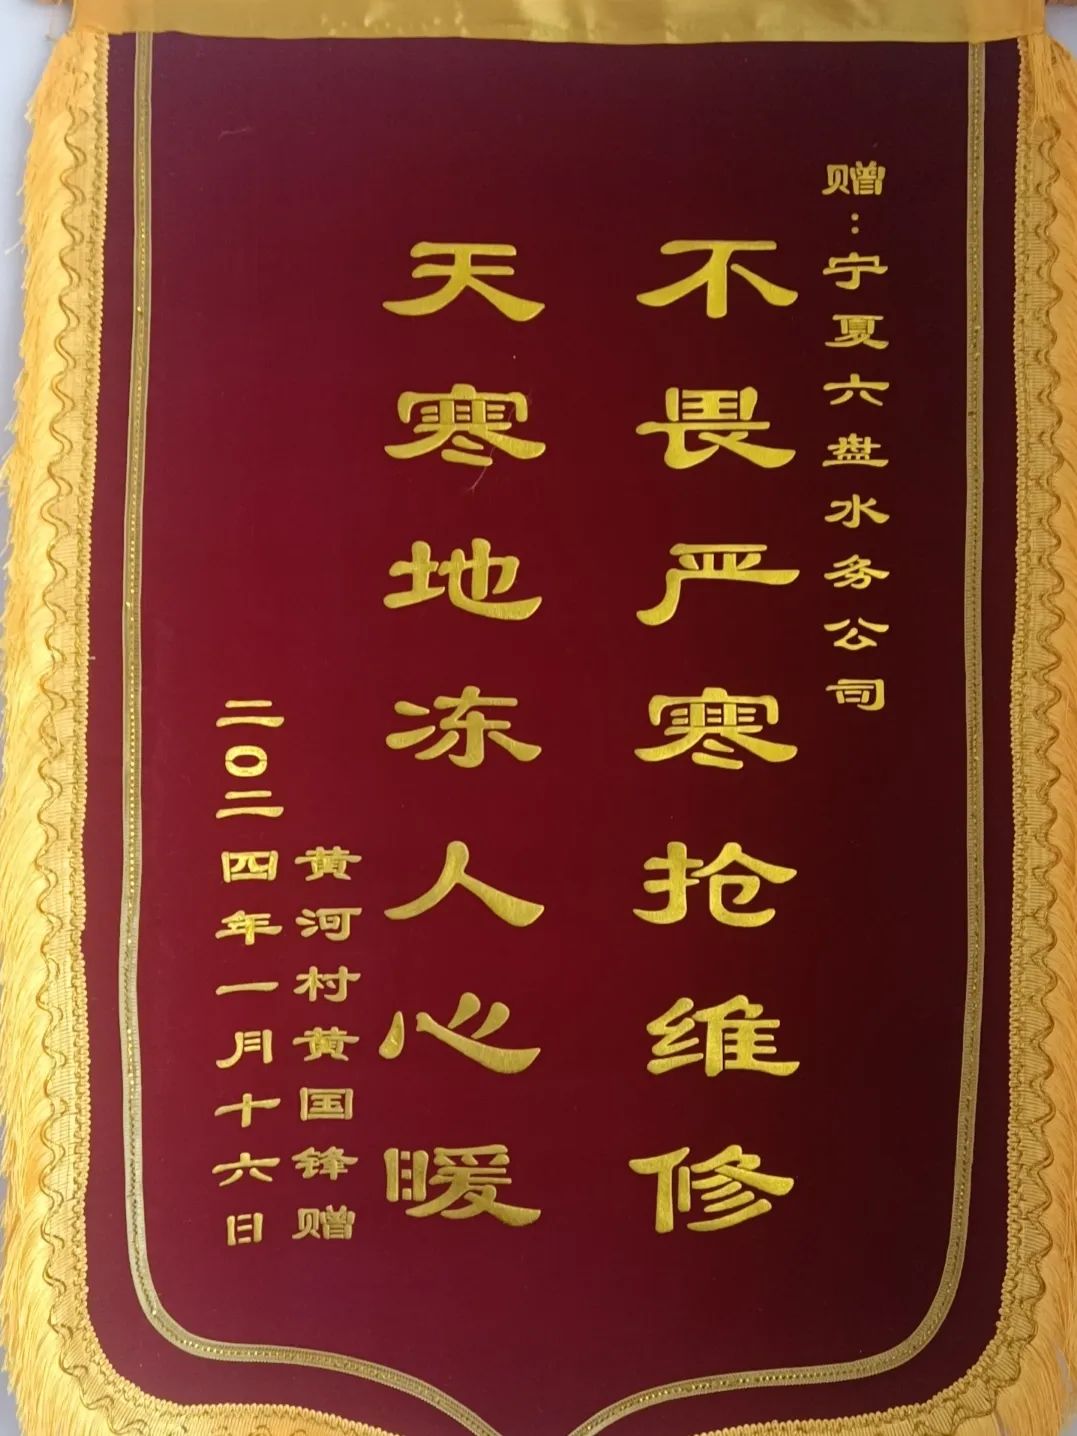 赠：宁夏六盘水务公司
不畏严寒抢维修
天寒地冻人心暖
黄河村黄国锋赠
二〇二四年一月十六日